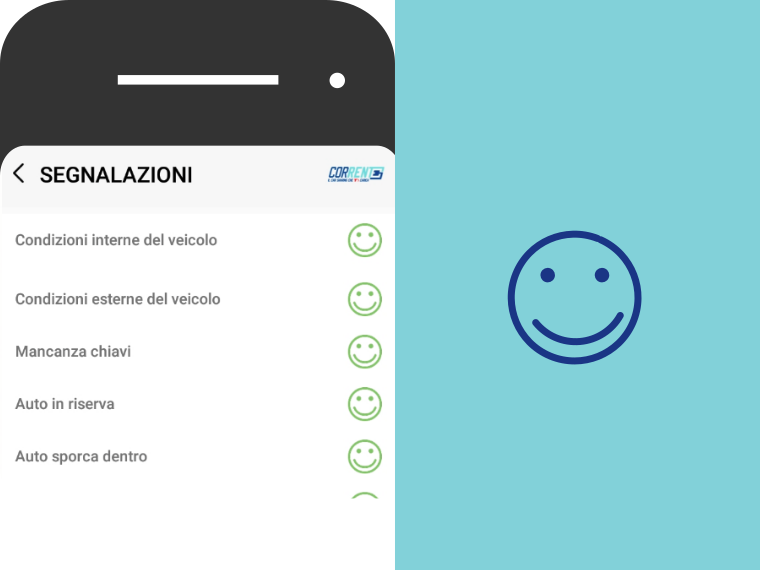 SEGNALAZIONI
CORRENTE
Condizioni interne del veicolo
Condizioni esterne del veicolo
Mancanza chiavi
Auto in riserva
Auto sporca dentro